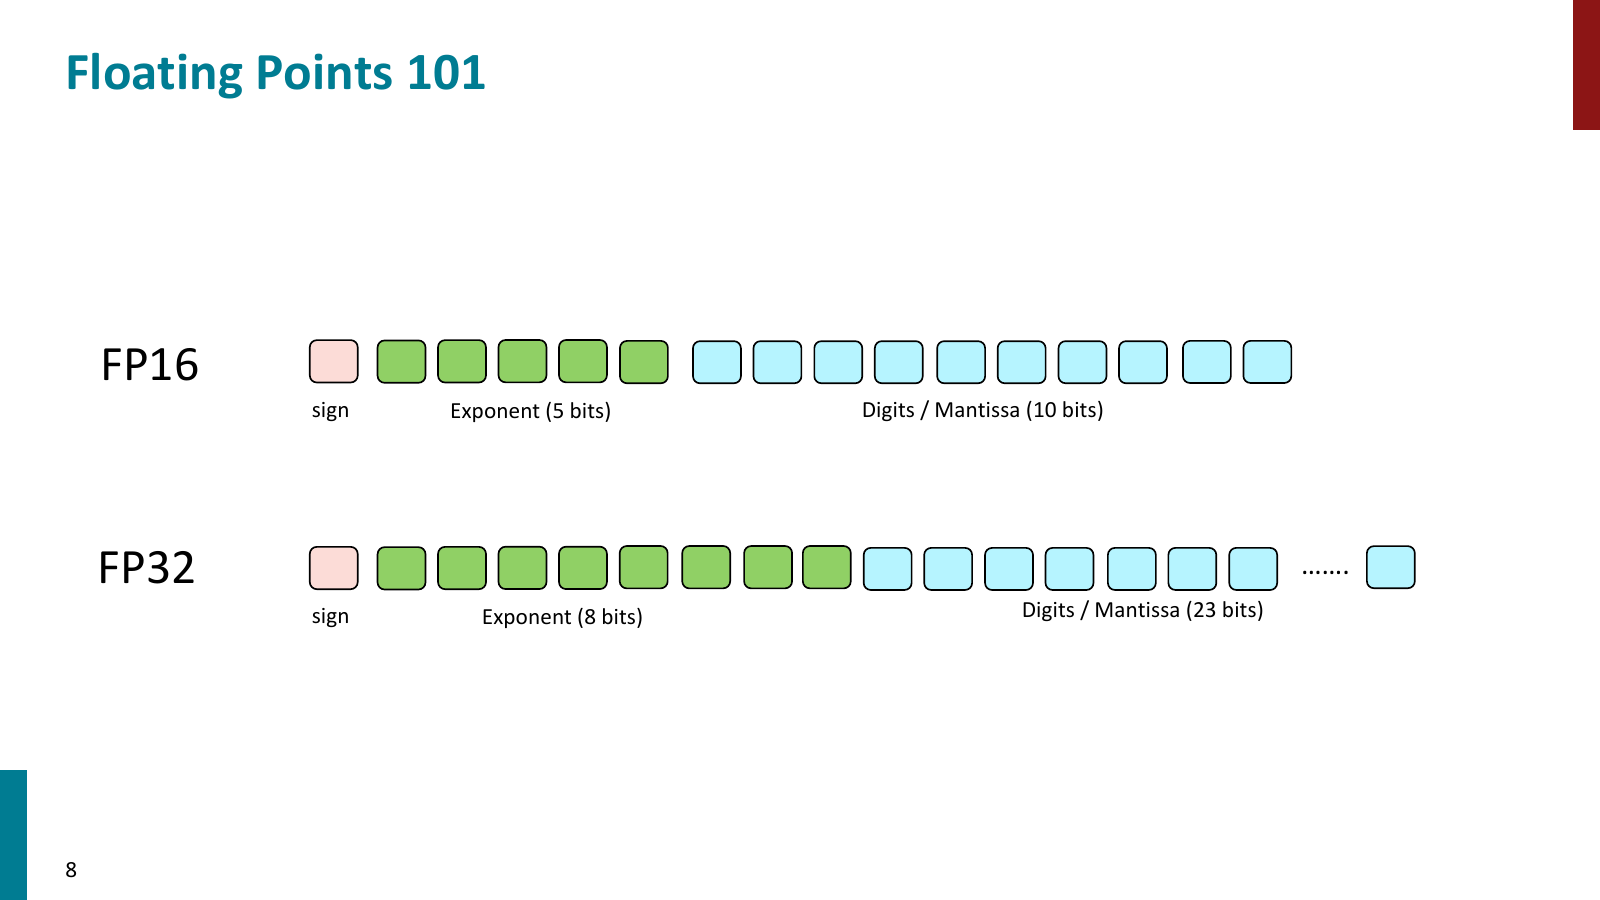 Floating Points 101
FP16
sign
Exponent (5 bits)
Digits / Mantissa (10 bits)
FP32
.......
sign
Exponent (8 bits)
Digits / Mantissa (23 bits)
8